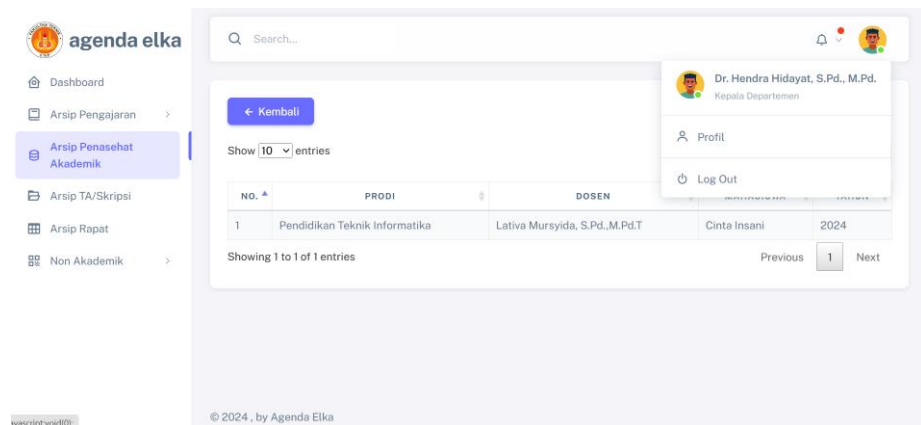 agenda elka
Search...
Dashboard
Arsip Pengajaran
Arsip Penasehat
Akademik
Arsip TA/Skripsi
Arsip Rapat
Non Akademik
Dr. Hendra Hidayat, S.Pd., M.Pd.
Kepala Departemen
Profil
Log Out
← Kembali
Show 10 entries
NO. PRODI DOSEN MAHASISWA TAHUN
1 Pendidikan Teknik Informatika Lativa Mursyida, S.Pd.,M.Pd.T Cinta Insani 2024
Showing 1 to 1 of 1 entries
Previous 1 Next
© 2024 , by Agenda Elka